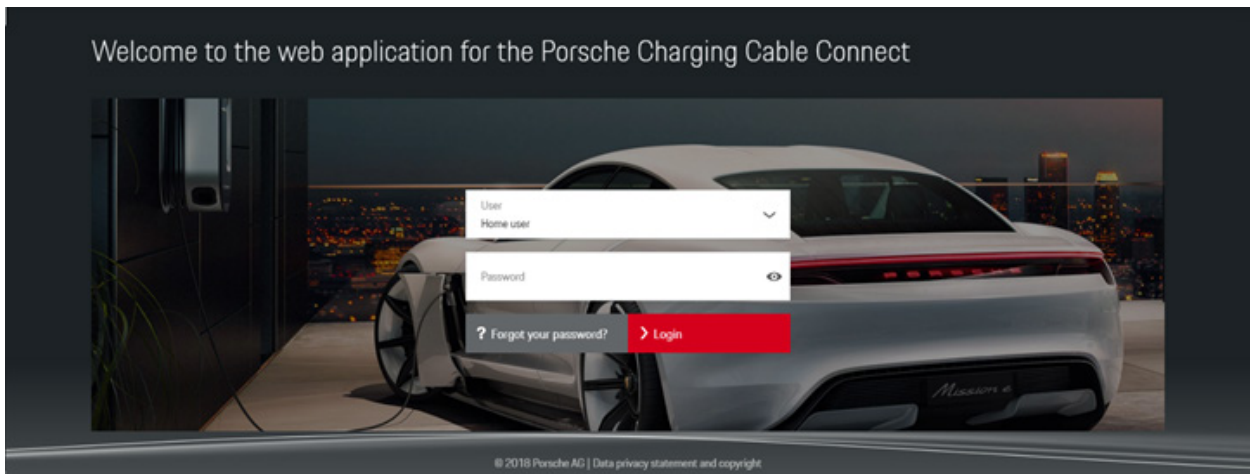 Welcome to the web application for the Porsche Charging Cable Connect
User
Home user
Password
? Forgot your password?
Login
Mission e
© 2018 Porsche AG | Data privacy statement and copyright